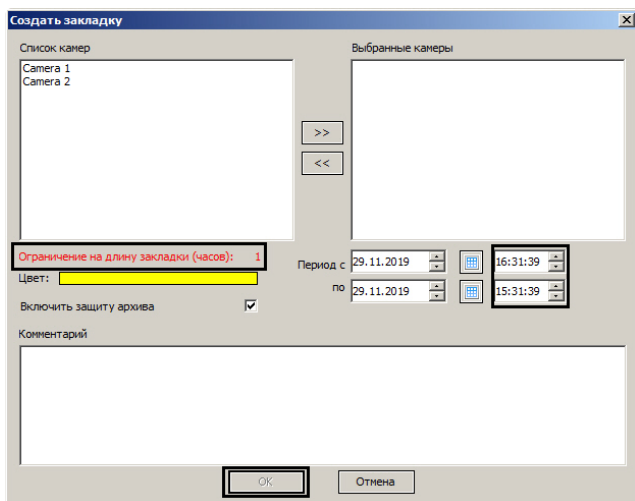 Создать закладку
Список камер
Выбранные камеры
Camera 1
Camera 2
>>
<<
Ограничение на длину закладки (часов): 1
Цвет:
Период с 29.11.2019 16:31:39
по 29.11.2019 15:31:39
Включить защиту архива
Комментарий
OK
Отмена